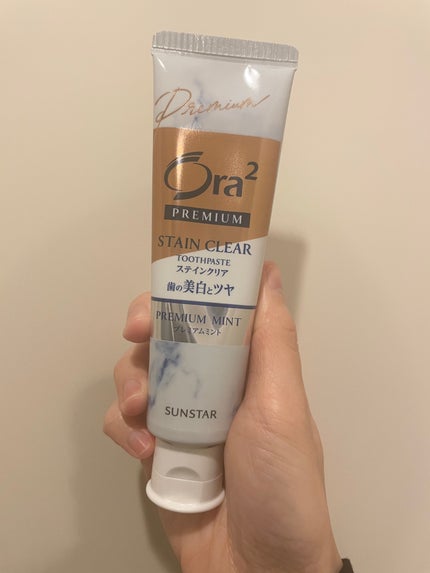 Premium
Ora²
PREMIUM
STAIN CLEAR
TOOTHPASTE
ステインクリア
歯の美白とツヤ
PREMIUM MINT
プレミアムミント
SUNSTAR